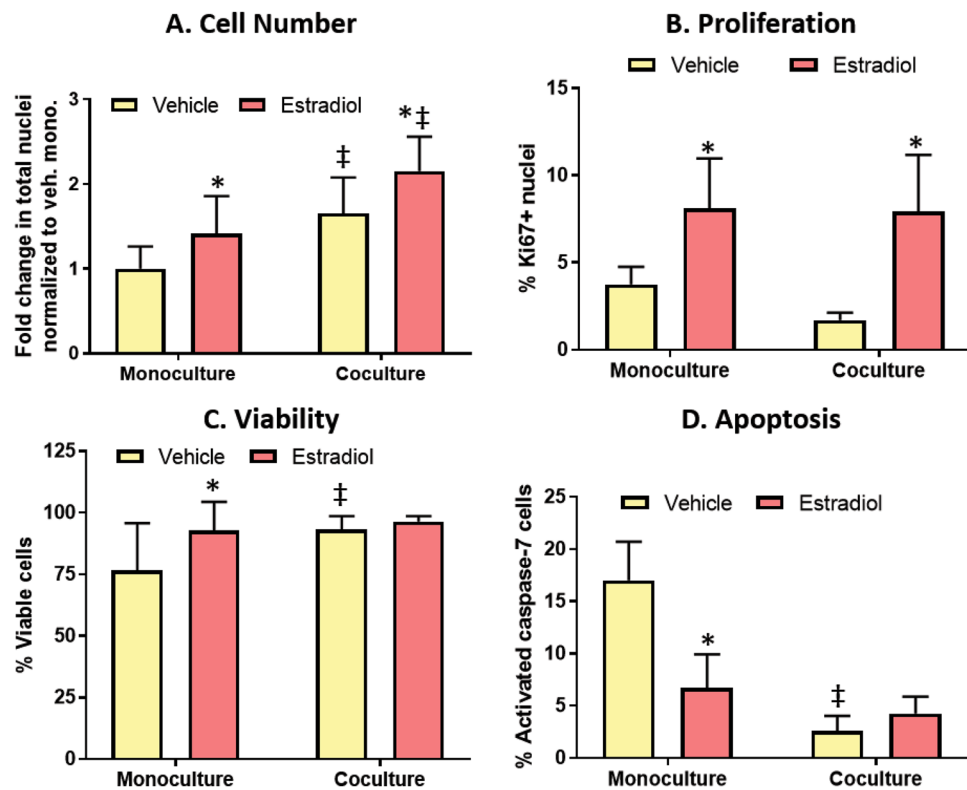 A. Cell Number
Vehicle Estradiol
Fold change in total nuclei
normalized to veh. mono.
3
2
1
0
*
‡
*‡
Monoculture Coculture
B. Proliferation
Vehicle Estradiol
% Ki67+ nuclei
15
10
5
0
*
*
Monoculture Coculture
C. Viability
Vehicle Estradiol
% Viable cells
125
100
75
50
25
0
*
‡
Monoculture Coculture
D. Apoptosis
Vehicle Estradiol
% Activated caspase-7 cells
25
20
15
10
5
0
*
‡
Monoculture Coculture